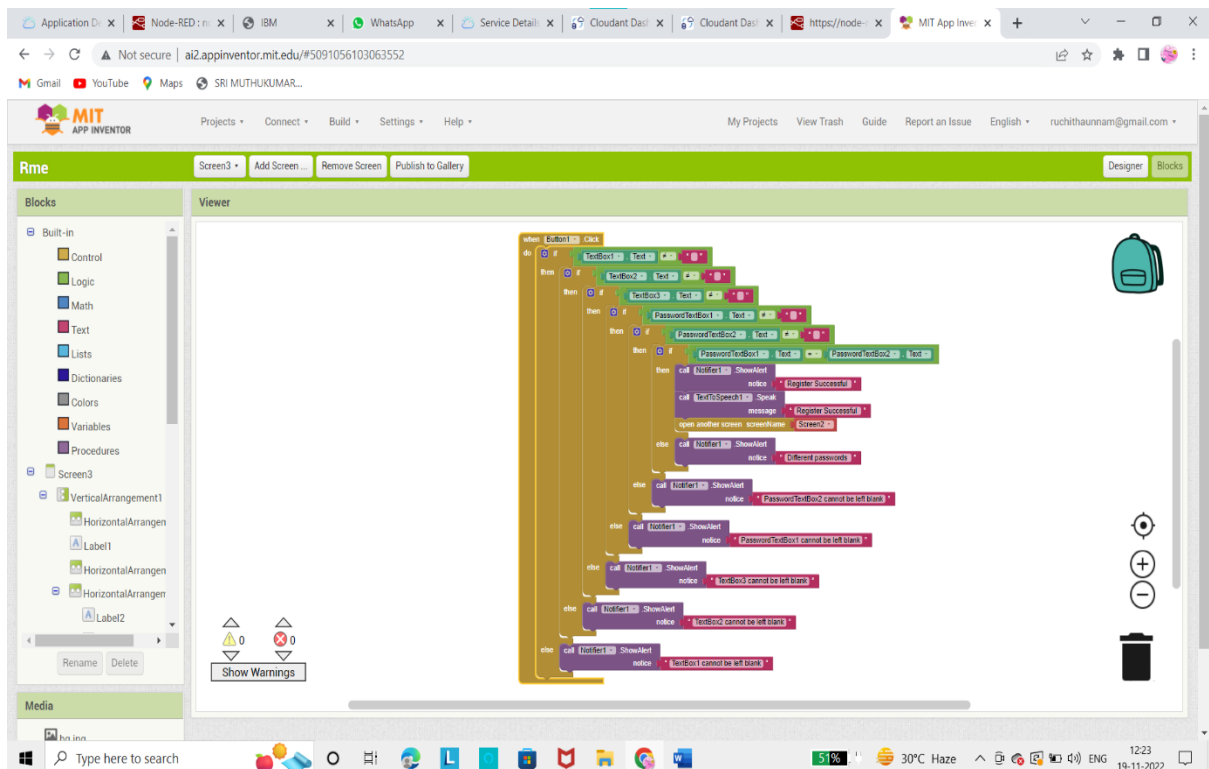 Application De
Node-RED : n
IBM
WhatsApp
Service Details
Cloudant Das
Cloudant Das
https://node-
MIT App Inver
Not secure | ai2.appinventor.mit.edu/#5091056103063552
Gmail YouTube Maps SRI MUTHUKUMAR...
MIT
APP INVENTOR
Projects Connect Build Settings Help My Projects View Trash Guide Report an Issue English ruchithaunnam@gmail.com
Rme Screen3 Add Screen ... Remove Screen Publish to Gallery Designer Blocks
Blocks
Viewer
Built-in
Control
Logic
Math
Text
Lists
Dictionaries
Colors
Variables
Procedures
Screen3
VerticalArrangement1
HorizontalArrangen
Label1
HorizontalArrangen
HorizontalArrangen
Label2
Rename Delete
Media
when Button1 .Click
do if TextBox1 . Text ≠ " "
then if TextBox2 . Text ≠ " "
then if TextBox3 . Text ≠ " "
then if PasswordTextBox1 . Text ≠ " "
then if PasswordTextBox2 . Text ≠ " "
then if PasswordTextBox1 . Text = PasswordTextBox2 . Text
then call Notifier1 .ShowAlert
notice " Register Successful "
call TextToSpeech1 .Speak
message " Register Successful "
open another screen screenName Screen2
else call Notifier1 .ShowAlert
notice " Different passwords "
else call Notifier1 .ShowAlert
notice " PasswordTextBox2 cannot be left blank "
else call Notifier1 .ShowAlert
notice " PasswordTextBox1 cannot be left blank "
else call Notifier1 .ShowAlert
notice " TextBox3 cannot be left blank "
else call Notifier1 .ShowAlert
notice " TextBox2 cannot be left blank "
else call Notifier1 .ShowAlert
notice " TextBox1 cannot be left blank "
0 0
Show Warnings
Type here to search
51%
30°C Haze
ENG
12:23
19-11-2022